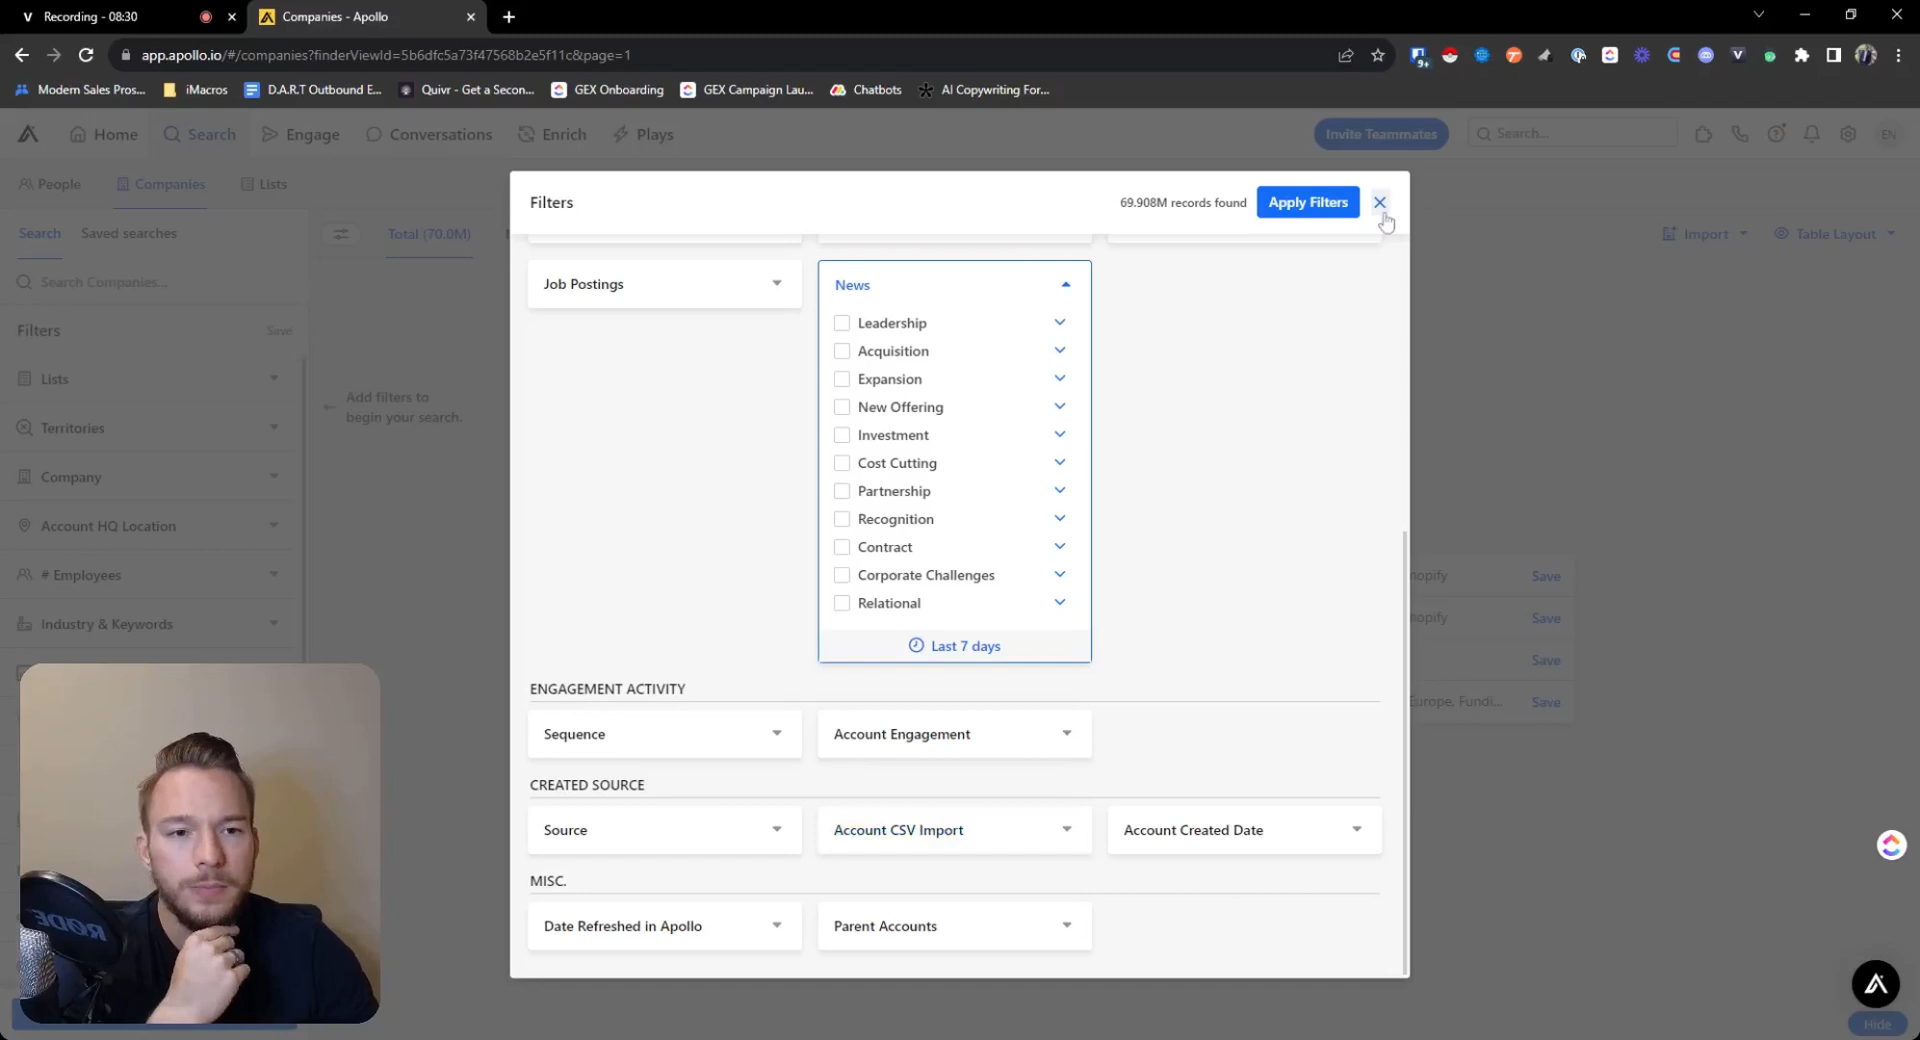 Recording - 08:30
Companies - Apollo
app.apollo.io/#/companies?finderViewId=5b6dfc5a73f47568b2e5f11c&page=1
9+
Modern Sales Pros...
iMacros
D.A.R.T Outbound E...
Quivr - Get a Secon...
GEX Onboarding
GEX Campaign Lau...
Chatbots
AI Copywriting For...
Home
Search
Engage
Conversations
Enrich
Plays
Invite Teammates
Search...
EN
People
Companies
Lists
Search
Saved searches
Total (70.0M)
Import
Table Layout
Search Companies...
Filters
Save
Lists
Territories
Company
Account HQ Location
# Employees
Industry & Keywords
Add filters to
begin your search.
Filters
69.908M records found
Apply Filters
Job Postings
News
Leadership
Acquisition
Expansion
New Offering
Investment
Cost Cutting
Partnership
Recognition
Contract
Corporate Challenges
Relational
Last 7 days
ENGAGEMENT ACTIVITY
Sequence
Account Engagement
CREATED SOURCE
Source
Account CSV Import
Account Created Date
MISC.
Date Refreshed in Apollo
Parent Accounts
Save
Save
Save
Europe, Fundi...
Save
RODE
Hide